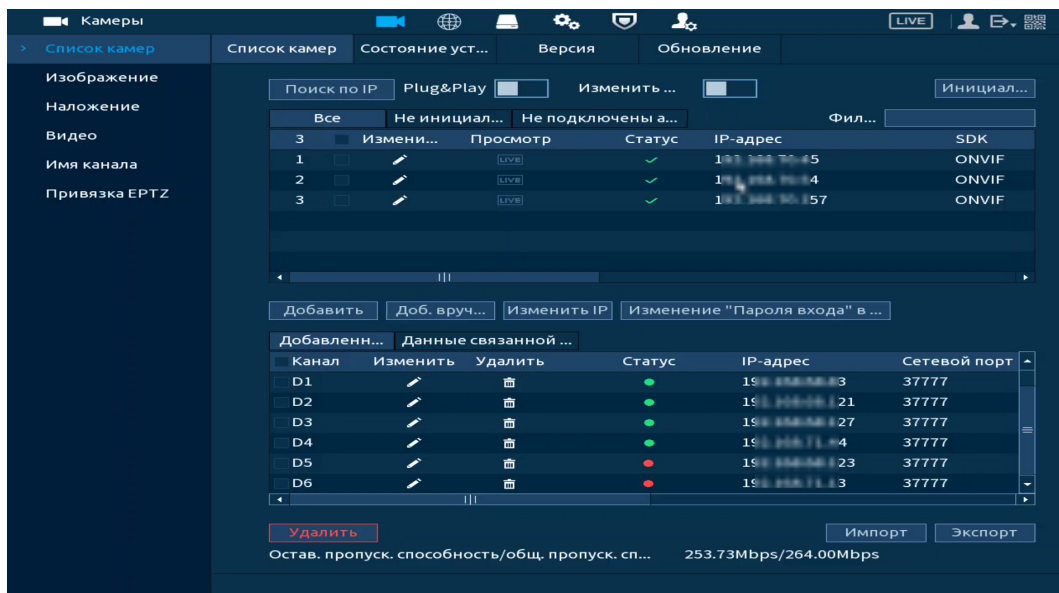 Камеры LIVE
> Список камер
Изображение
Наложение
Видео
Имя канала
Привязка EPTZ
Список камер Состояние уст... Версия Обновление
Поиск по IP Plug&Play Изменить ... Инициал...
Все Не инициал... Не подключены а... Фил...
3 Измени... Просмотр Статус IP-адрес SDK
1 LIVE ONVIF
2 LIVE ONVIF
3 LIVE ONVIF
Добавить Доб. вруч... Изменить IP Изменение "Пароля входа" в ...
Добавленн... Данные связанной ...
Канал Изменить Удалить Статус IP-адрес Сетевой порт
D1 37777
D2 37777
D3 37777
D4 37777
D5 37777
D6 37777
Удалить Импорт Экспорт
Остав. пропуск. способность/общ. пропуск. сп... 253.73Mbps/264.00Mbps